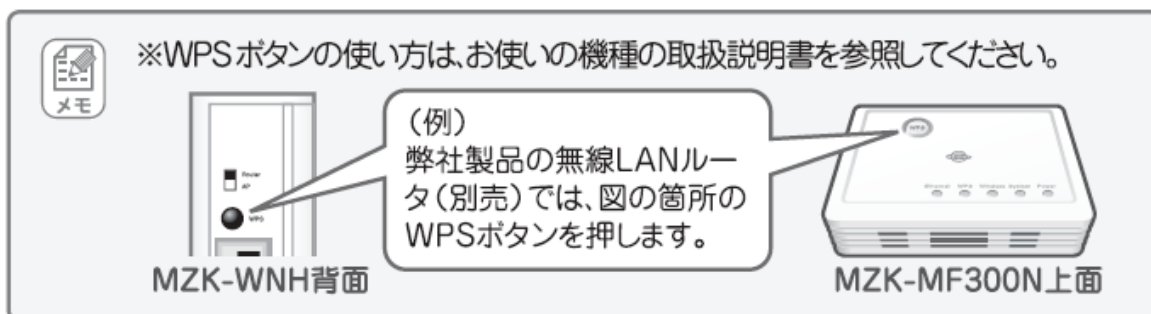 ※WPSボタンの使い方は、お使いの機種の取扱説明書を参照してください。
メモ
(例)
弊社製品の無線LANルー
タ(別売)では、図の箇所の
WPSボタンを押します。
Router
AP
WPS
WPS
MZK-WNH背面
MZK-MF300N上面